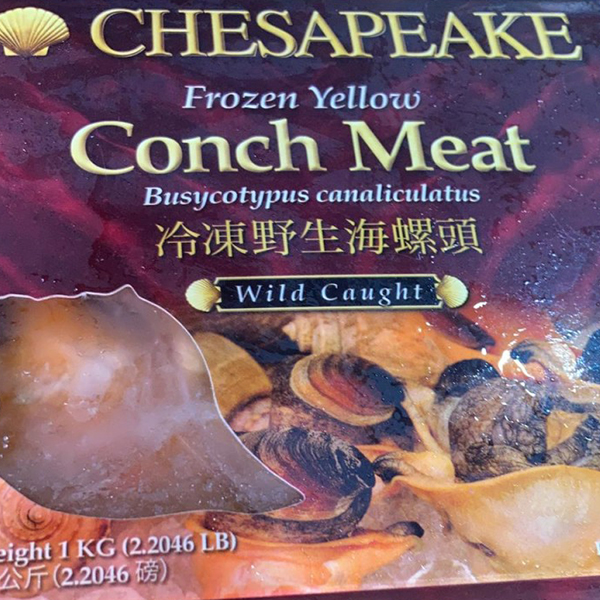 CHESAPEAKE
Frozen Yellow
Conch Meat
Busycotypus canaliculatus
冷凍野生海螺頭
Wild Caught
eight 1 KG (2.2046 LB)
公斤(2.2046 磅)